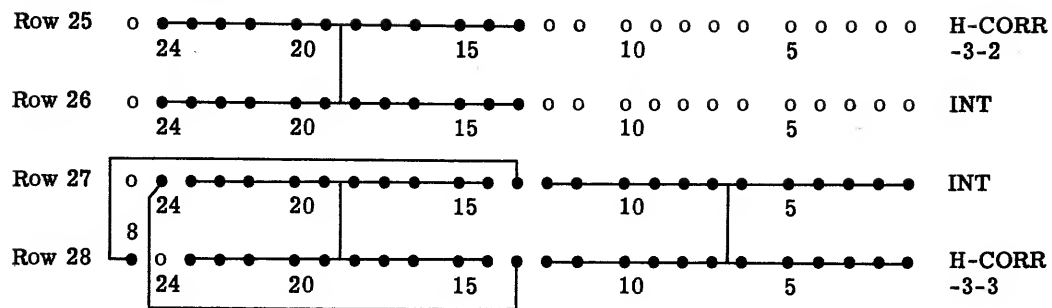 Row 25 H-CORR
24 20 15 10 5 -3-2
Row 26 INT
24 20 15 10 5
Row 27 INT
24 20 15 10 5
8
Row 28 H-CORR
24 20 15 10 5 -3-3